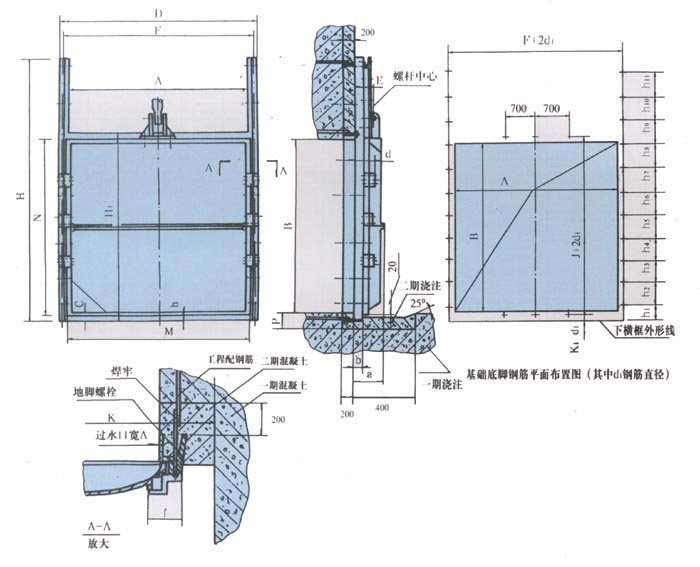 D
F
A
H
N
H₁
A
A
C
h
M
200
E
螺杆中心
d
B
20
二期浇注
25°
P
b
a
一期浇注
200
400
F+2d₁
700
700
A
B
J+2d₁
h₁₁
h₁₀
h₉
h₈
h₇
h₆
h₅
h₄
h₃
h₂
h₁
K₁
d₁
下横框外形线
基础底脚钢筋平面布置图（其中d₁钢筋直径）
焊牢
工程配钢筋
二期混凝土
地脚螺栓
一期混凝土
K
200
过水口宽A
f
A-A
放大